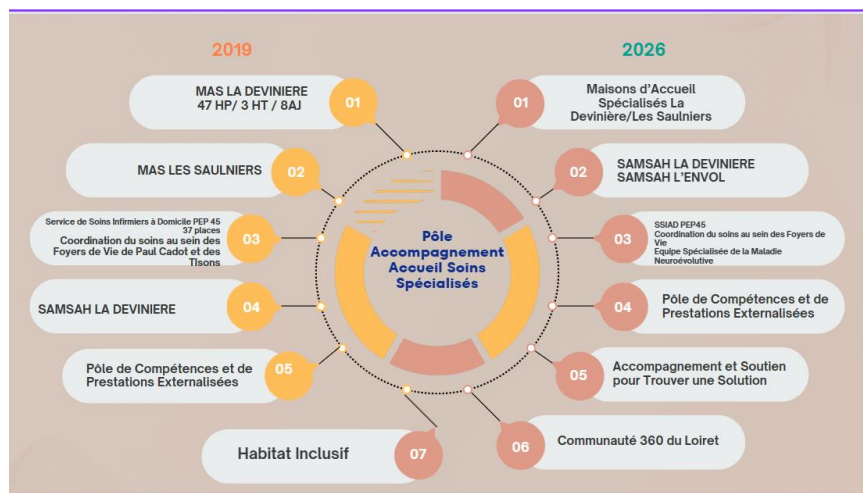 2019
01
MAS LA DEVINIERE
47 HP/ 3 HT / 8AJ
02
MAS LES SAULNIERS
03
Service de Soins Infirmiers à Domicile PEP 45
37 places
Coordination du soins au sein des
Foyers de Vie de Paul Cadot et des
TIsons
04
SAMSAH LA DEVINIERE
05
Pôle de Compétences et de
Prestations Externalisées
Pôle
Accompagnement
Accueil Soins
Spécialisés
2026
01
Maisons d’Accueil
Spécialisés La
Devinière/Les Saulniers
02
SAMSAH LA DEVINIERE
SAMSAH L'ENVOL
03
SSIAD PEP45
Coordination du soins au sein des Foyers de
Vie
Equipe Spécialisée de la Maladie
Neuroévolutive
04
Pôle de Compétences et de
Prestations Externalisées
05
Accompagnement et Soutien
pour Trouver une Solution
06
Communauté 360 du Loiret
07
Habitat Inclusif